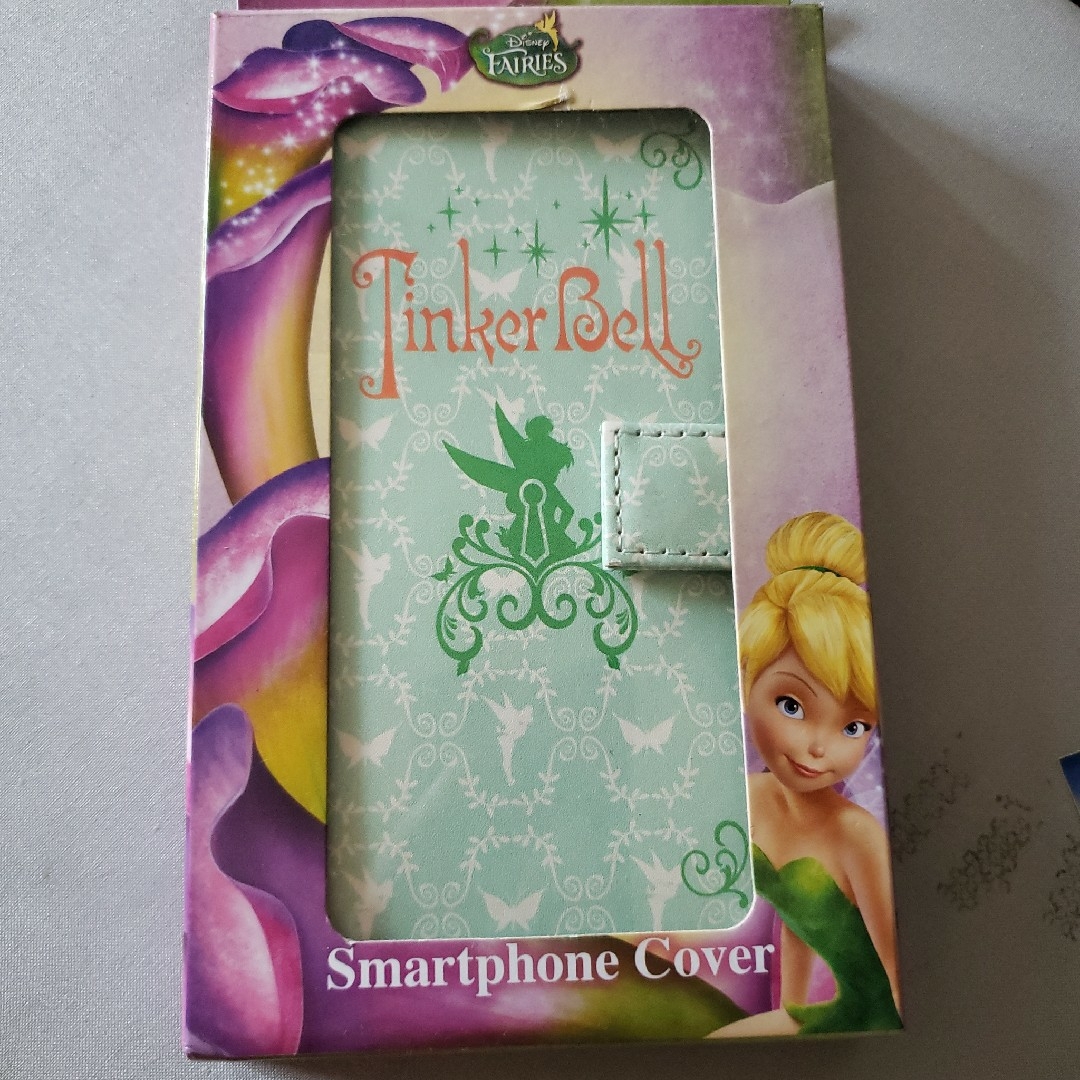 Disney
FAIRIES
TinkerBell
Smartphone Cover